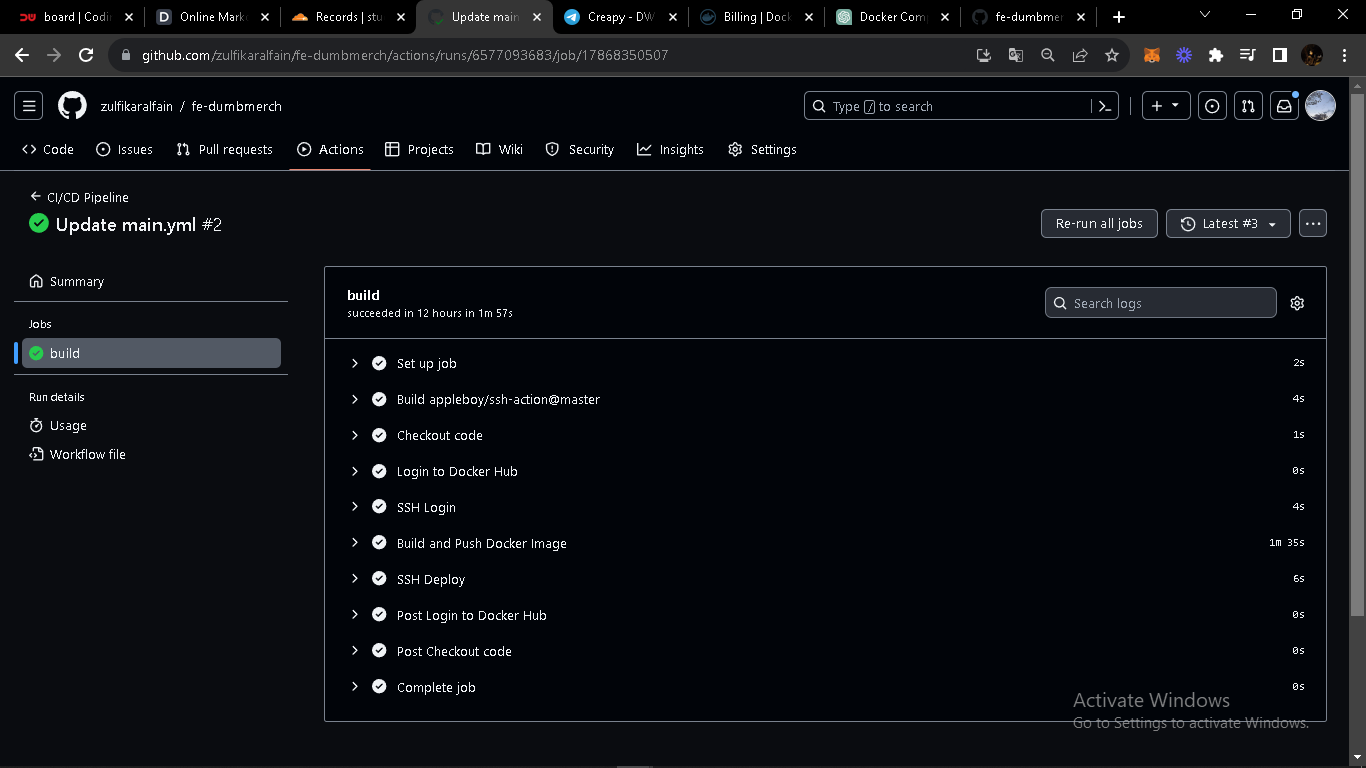 board | Codi
Online Mark
Records | stu
Update main
Creapy - DW
Billing | Dock
Docker Com
fe-dumbmer
github.com/zulfikaralfain/fe-dumbmerch/actions/runs/6577093683/job/17868350507
zulfikaralfain / fe-dumbmerch
Type / to search
Code
Issues
Pull requests
Actions
Projects
Wiki
Security
Insights
Settings
CI/CD Pipeline
Update main.yml #2
Re-run all jobs
Latest #3
Summary
Jobs
build
Run details
Usage
Workflow file
build
succeeded in 12 hours in 1m 57s
Search logs
Set up job 2s
Build appleboy/ssh-action@master 4s
Checkout code 1s
Login to Docker Hub 0s
SSH Login 4s
Build and Push Docker Image 1m 35s
SSH Deploy 6s
Post Login to Docker Hub 0s
Post Checkout code 0s
Complete job 0s
Activate Windows
Go to Settings to activate Windows.